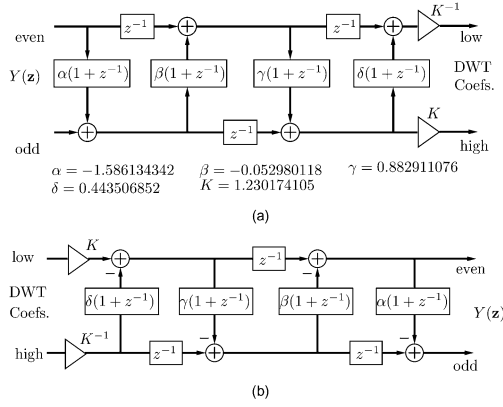 even z⁻¹ z⁻¹ K⁻¹ low
Y(z) α(1 + z⁻¹) β(1 + z⁻¹) γ(1 + z⁻¹) δ(1 + z⁻¹) DWT
Coefs.
odd z⁻¹ K high
α = −1.586134342 β = −0.052980118 γ = 0.882911076
δ = 0.443506852 K = 1.230174105
(a)
low K z⁻¹ even
− −
DWT
Coefs.
δ(1 + z⁻¹) γ(1 + z⁻¹) β(1 + z⁻¹) α(1 + z⁻¹) Y(z)
− −
high K⁻¹ z⁻¹ z⁻¹ odd
(b)